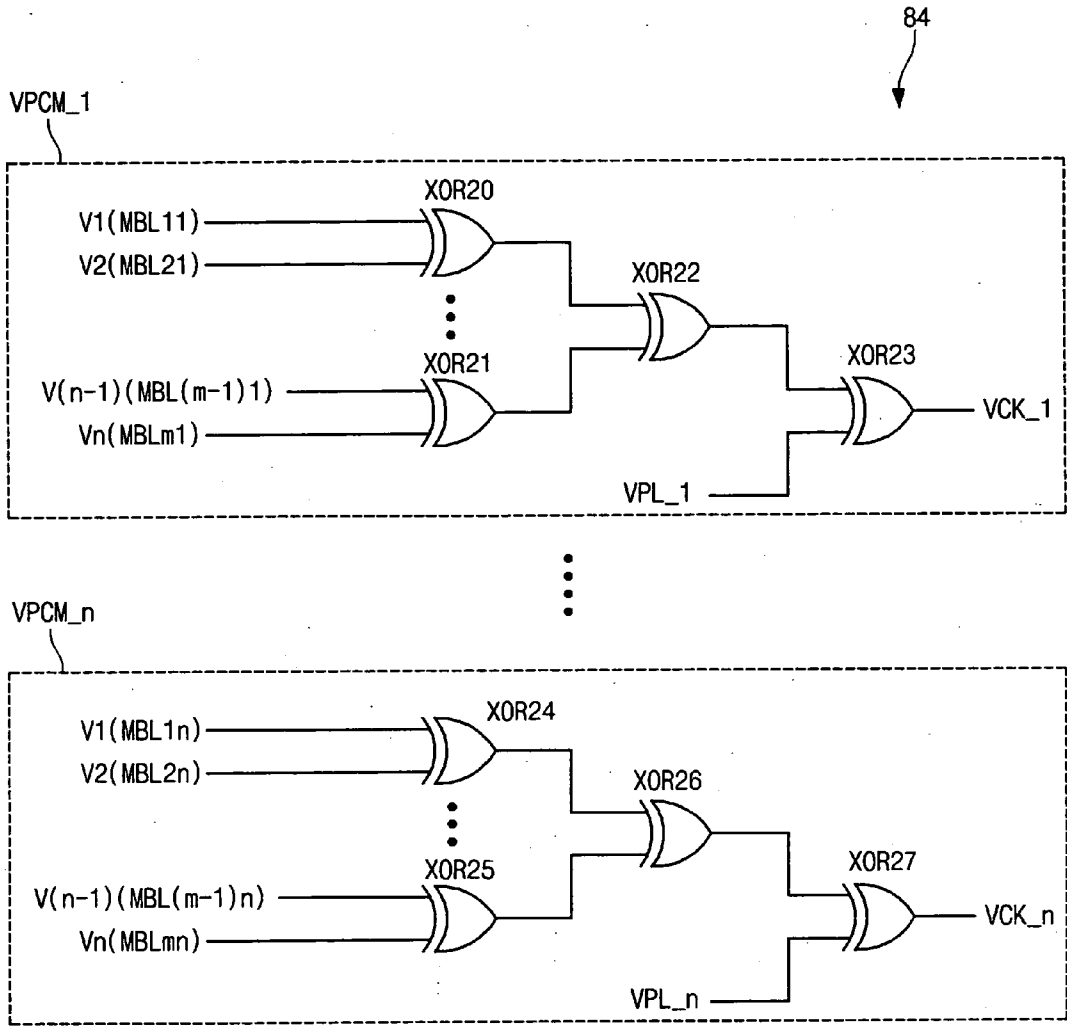 84
VPCM_1
XOR20
V1(MBL11)
V2(MBL21)
XOR22
XOR21
XOR23
V(n-1)(MBL(m-1)1)
Vn(MBLm1)
VCK_1
VPL_1
VPCM_n
XOR24
V1(MBL1n)
V2(MBL2n)
XOR26
XOR25
XOR27
V(n-1)(MBL(m-1)n)
Vn(MBLmn)
VCK_n
VPL_n